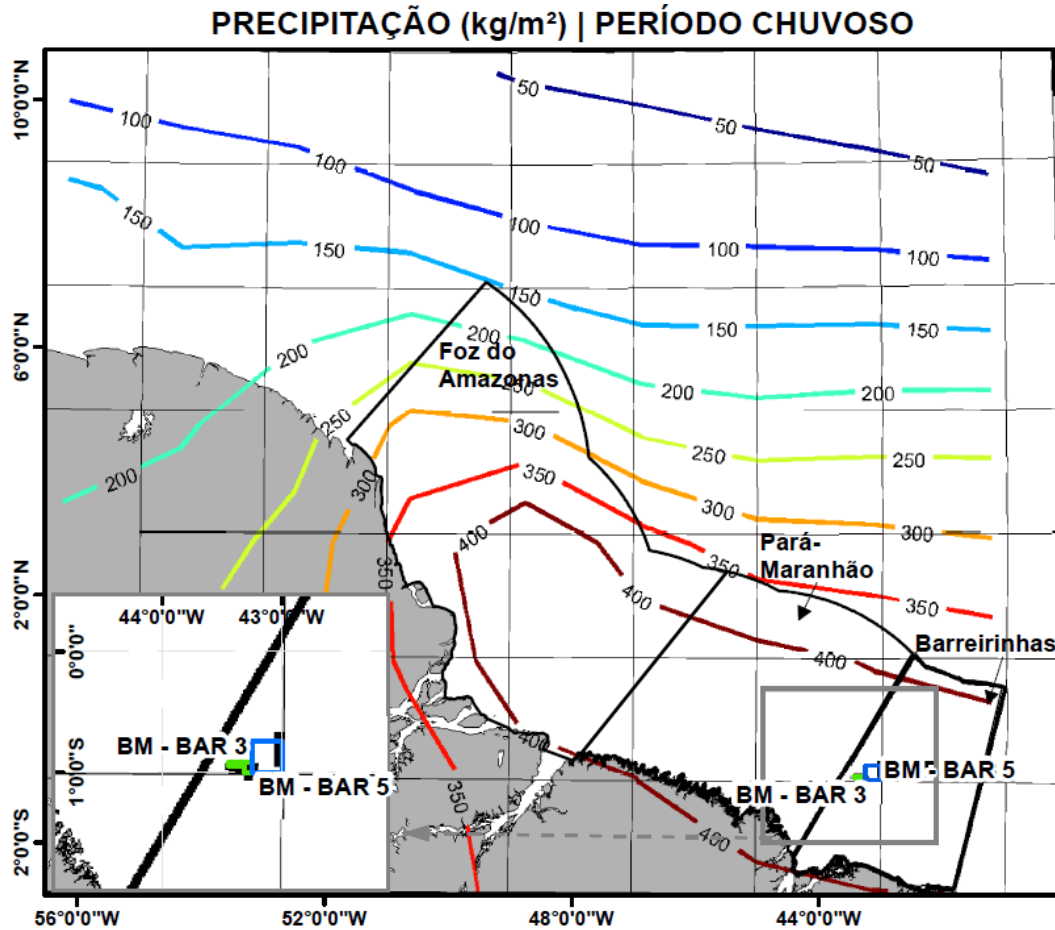 PRECIPITAÇÃO (kg/m²) | PERÍODO CHUVOSO
10°0'0"N
6°0'0"N
2°0'0"N
2°0'0"S
56°0'0"W
52°0'0"W
48°0'0"W
44°0'0"W
50
50
50
100
100
100
100
100
150
150
150
150
150
200
200
200
200
200
250
250
250
250
300
300
300
300
350
350
350
350
350
400
400
400
400
400
Foz do
Amazonas
Pará-
Maranhão
Barreirinhas
BM - BAR 5
BM - BAR 3
44°0'0"W
43°0'0"W
0°0'0"
1°0'0"S
BM - BAR 3
BM - BAR 5